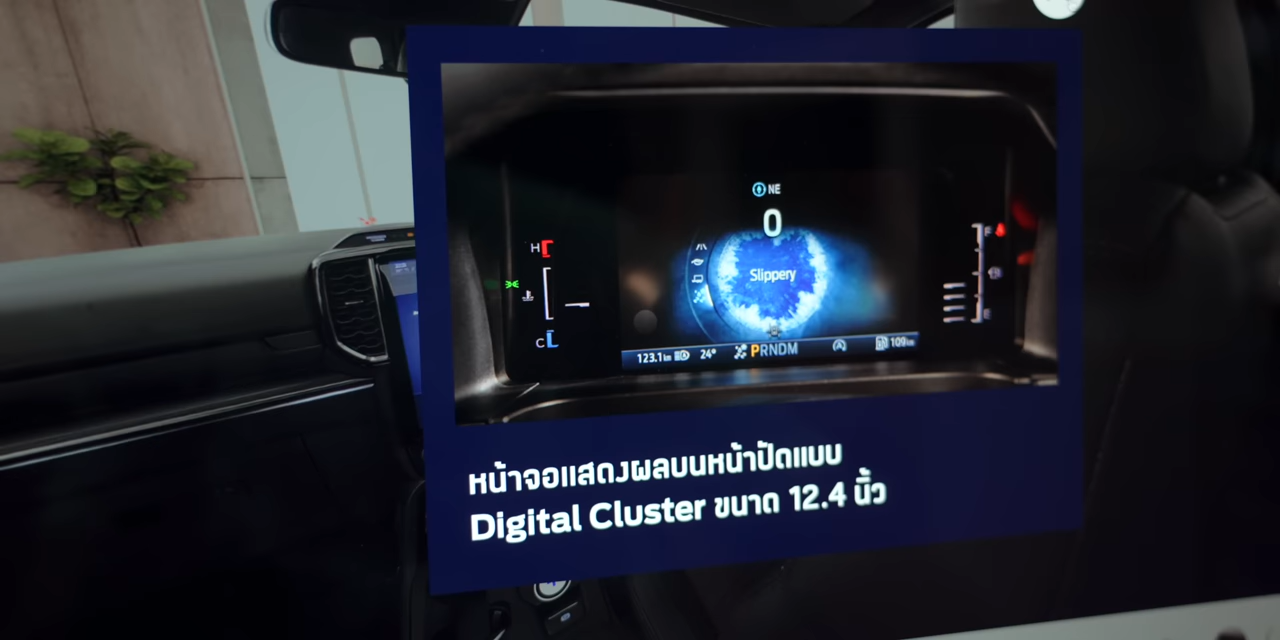 NE
0
H
F
Slippery
C
E
123.1 km 24° PRNDM 109km
หน้าจอแสดงผลบนหน้าปัดแบบ
Digital Cluster ขนาด 12.4 นิ้ว